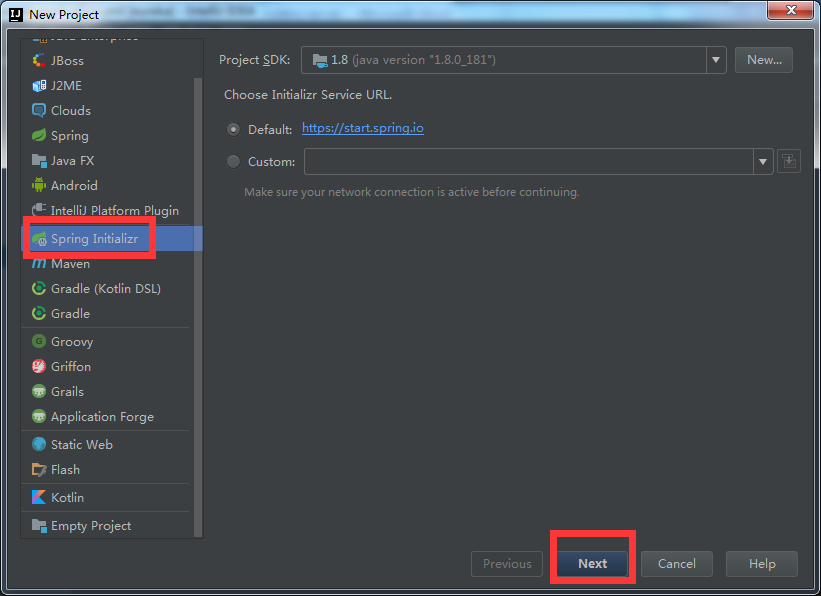 New Project
JBoss
J2ME
Clouds
Spring
Java FX
Android
IntelliJ Platform Plugin
Spring Initializr
Maven
Gradle (Kotlin DSL)
Gradle
Groovy
Griffon
Grails
Application Forge
Static Web
Flash
Kotlin
Empty Project
Project SDK:
1.8 (java version "1.8.0_181")
New...
Choose Initializr Service URL.
Default: https://start.spring.io
Custom:
Make sure your network connection is active before continuing.
Previous
Next
Cancel
Help